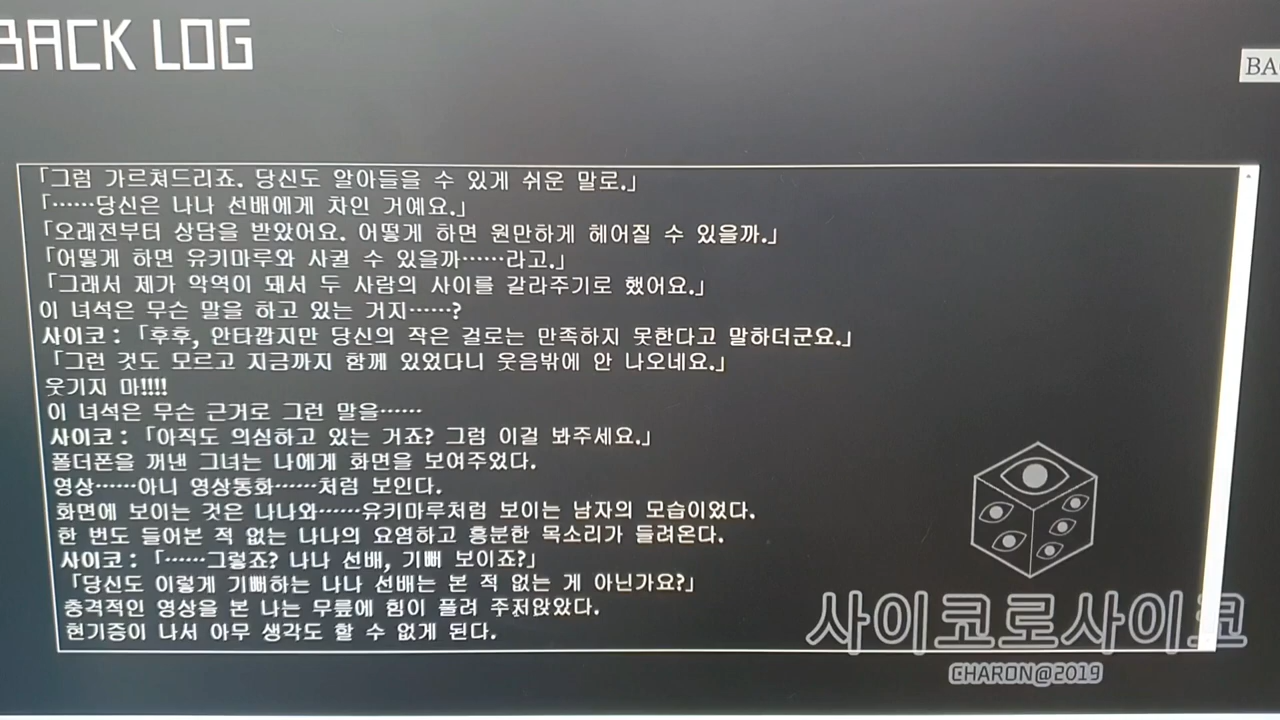 BACK LOG
BA
「그럼 가르쳐드리죠. 당신도 알아들을 수 있게 쉬운 말로.」
「……당신은 나나 선배에게 차인 거예요.」
「오래전부터 상담을 받았어요. 어떻게 하면 원만하게 헤어질 수 있을까.」
「어떻게 하면 유키마루와 사귈 수 있을까……라고.」
「그래서 제가 악역이 돼서 두 사람의 사이를 갈라주기로 했어요.」
이 녀석은 무슨 말을 하고 있는 거지……?
사이코 : 「후후, 안타깝지만 당신의 작은 걸로는 만족하지 못한다고 말하더군요.」
「그런 것도 모르고 지금까지 함께 있었다니 웃음밖에 안 나오네요.」
웃기지 마!!!!
이 녀석은 무슨 근거로 그런 말을……
사이코 : 「아직도 의심하고 있는 거죠? 그럼 이걸 봐주세요.」
폴더폰을 꺼낸 그녀는 나에게 화면을 보여주었다.
영상……아니 영상통화……처럼 보인다.
화면에 보이는 것은 나나와……유키마루처럼 보이는 남자의 모습이었다.
한 번도 들어본 적 없는 나나의 요염하고 흥분한 목소리가 들려온다.
사이코 : 「……그렇죠? 나나 선배, 기뻐 보이죠?」
「당신도 이렇게 기뻐하는 나나 선배는 본 적 없는 게 아닌가요?」
충격적인 영상을 본 나는 무릎에 힘이 풀려 주저앉았다.
현기증이 나서 아무 생각도 할 수 없게 된다.
사이코로사이코
CHARON@2019